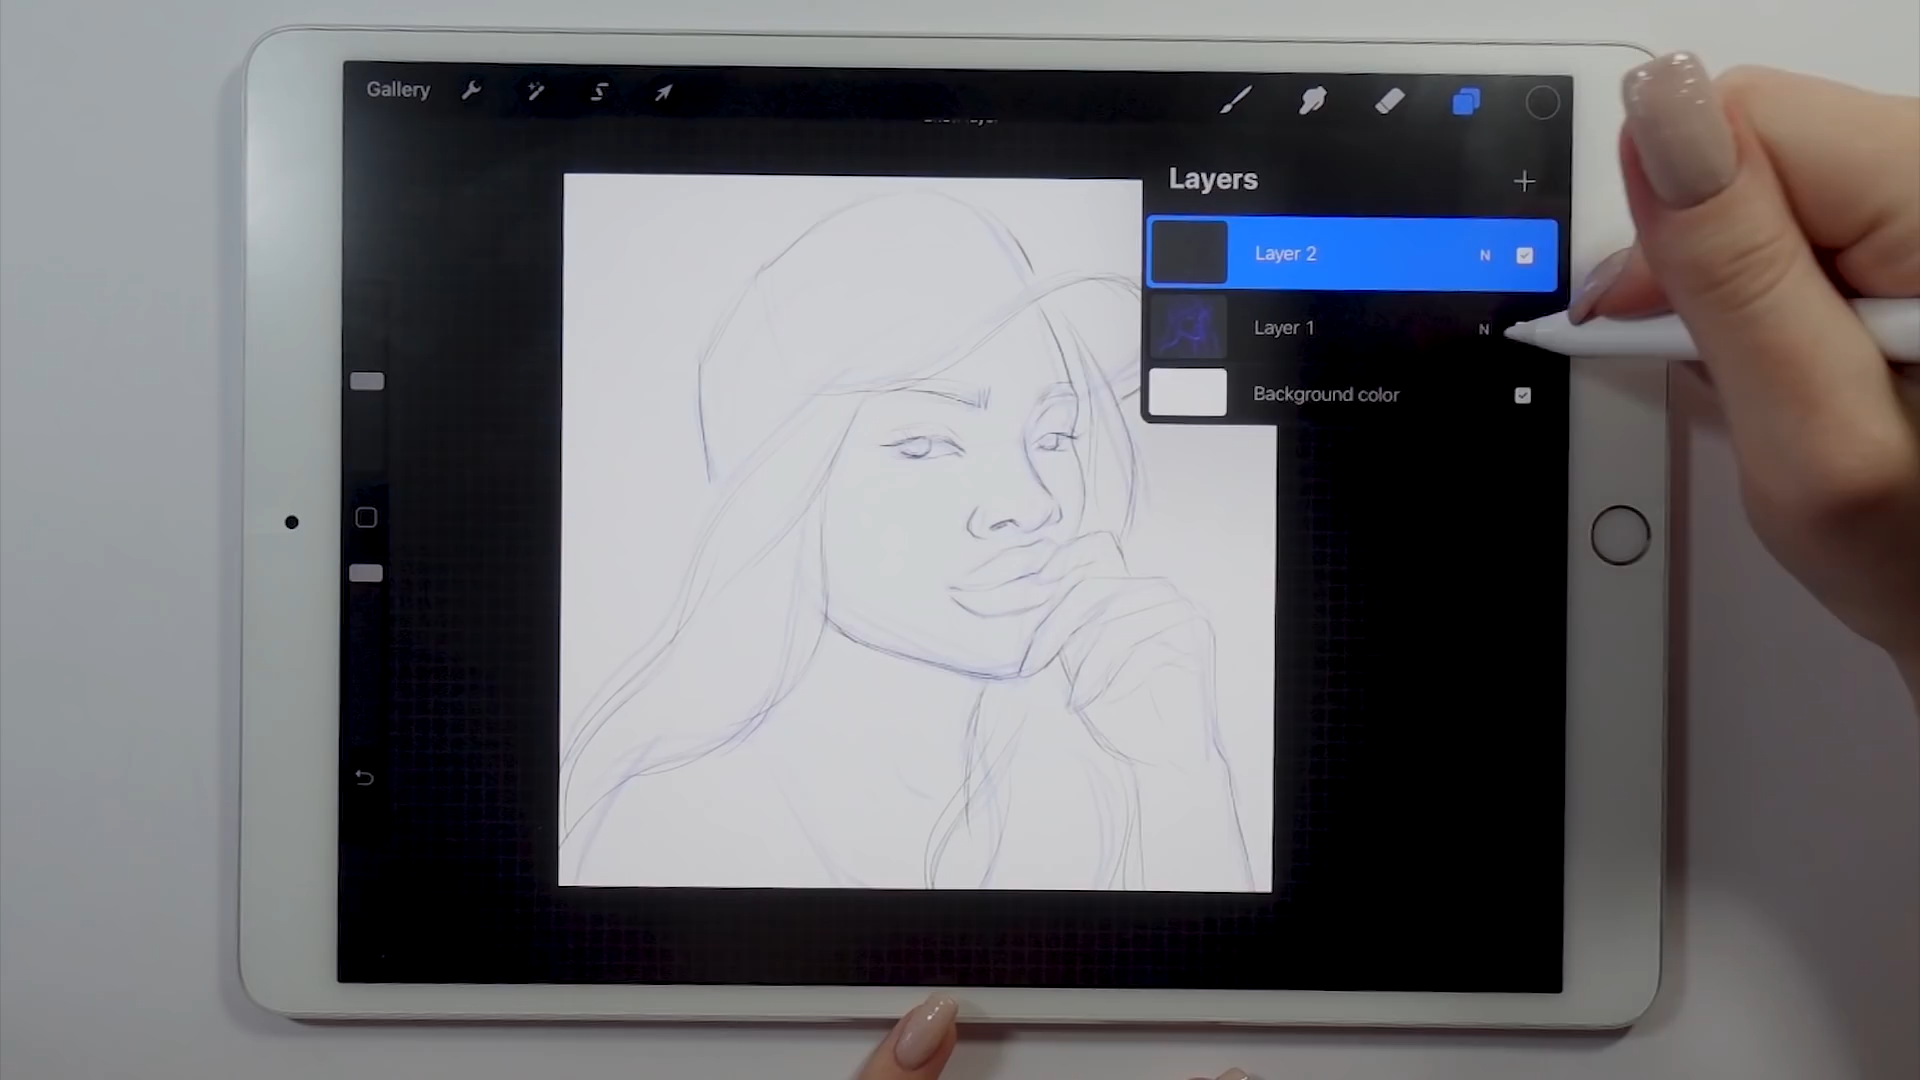 Gallery
Layers
Layer 2 N
Layer 1 N
Background color